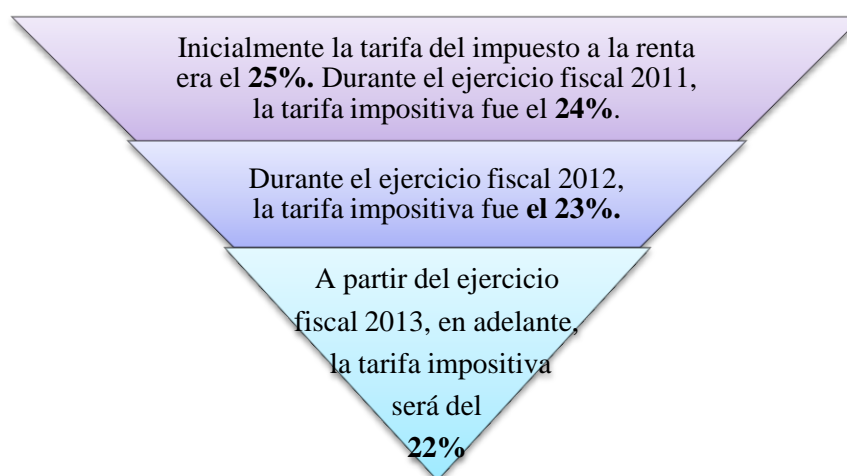 Inicialmente la tarifa del impuesto a la renta
era el 25%. Durante el ejercicio fiscal 2011,
la tarifa impositiva fue el 24%.
Durante el ejercicio fiscal 2012,
la tarifa impositiva fue el 23%.
A partir del ejercicio
fiscal 2013, en adelante,
la tarifa impositiva
será del
22%